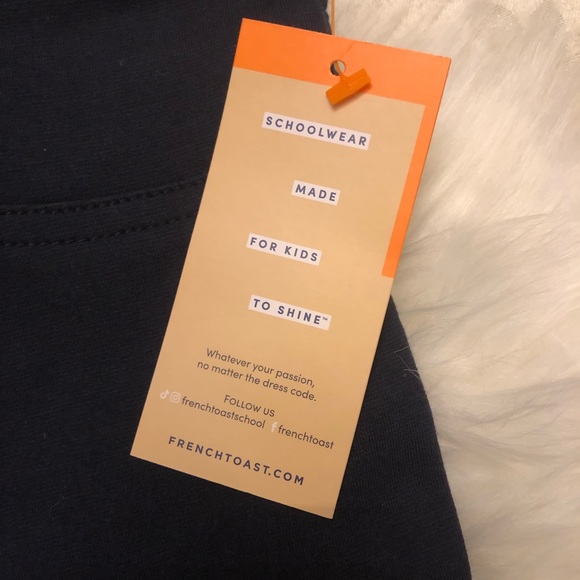 SCHOOLWEAR
MADE
FOR KIDS
TO SHINE™
Whatever your passion,
no matter the dress code.
FOLLOW US
frenchtoastschool frenchtoast
FRENCHTOAST.COM